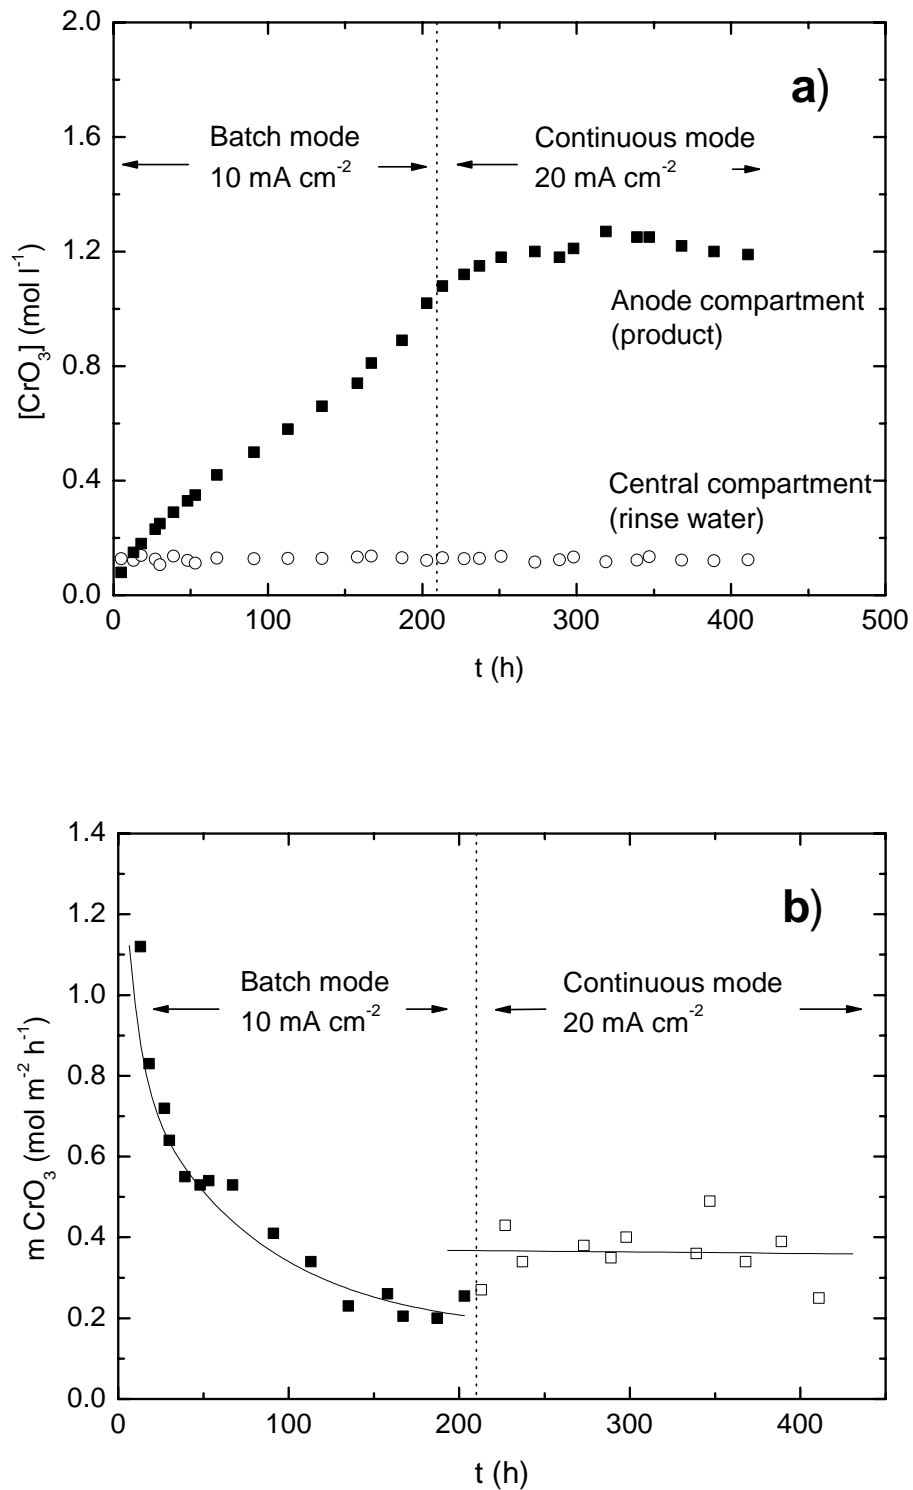 2.0
a)
Batch mode
10 mA cm⁻²
Continuous mode
20 mA cm⁻²
1.6
1.2
0.8
0.4
0.0
[CrO₃] (mol l⁻¹)
Anode compartment
(product)
Central compartment
(rinse water)
0 100 200 300 400 500
t (h)
1.4
b)
1.2
Batch mode
10 mA cm⁻²
Continuous mode
20 mA cm⁻²
1.0
0.8
0.6
0.4
0.2
0.0
m CrO₃ (mol m⁻² h⁻¹)
0 100 200 300 400
t (h)